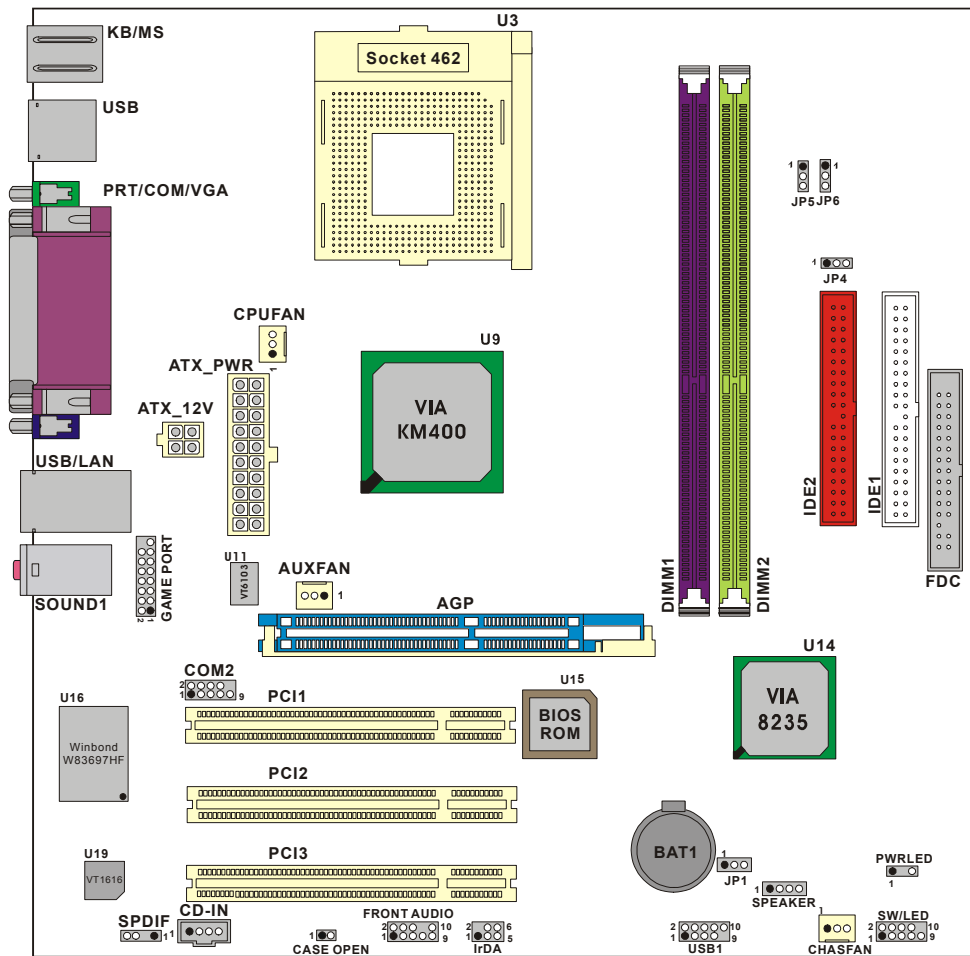 U3
KB/MS
Socket 462
USB
PRT/COM/VGA
1
1
JP5
JP6
1
JP4
CPUFAN
1
U9
ATX_PWR
VIA
KM400
ATX_12V
USB/LAN
IDE2
IDE1
FDC
DIMM1
DIMM2
GAME PORT
2
1
SOUND1
U11
VT6103
AUXFAN
1
AGP
U14
VIA
8235
COM2
2
1
9
U15
BIOS
ROM
U16
Winbond
W83697HF
PCI1
PCI2
PCI3
BAT1
1
JP1
PWRLED
1
1
SPEAKER
U19
VT1616
SPDIF
1
CD-IN
1
1
CASE OPEN
FRONT AUDIO
2
10
1
9
2
6
1
5
IrDA
2
10
1
9
USB1
1
CHASFAN
SW/LED
2
10
1
9